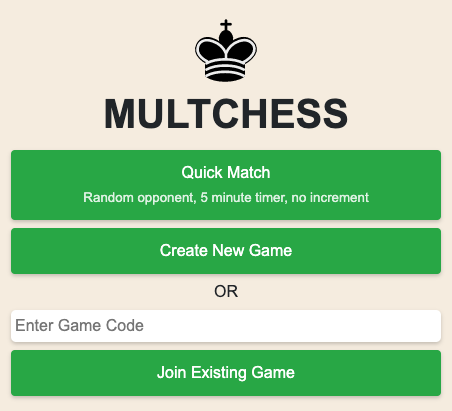 MULTCHESS
Quick Match
Random opponent, 5 minute timer, no increment
Create New Game
OR
Enter Game Code
Join Existing Game